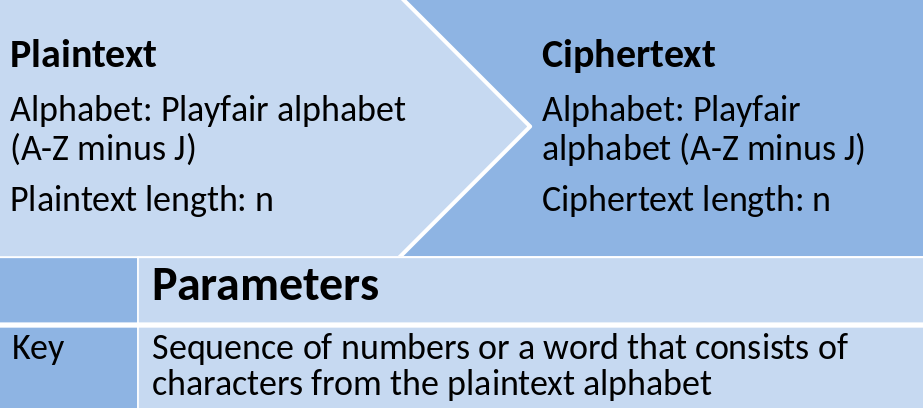 Plaintext
Alphabet: Playfair alphabet
(A-Z minus J)
Plaintext length: n
Ciphertext
Alphabet: Playfair
alphabet (A-Z minus J)
Ciphertext length: n
Parameters
Key
Sequence of numbers or a word that consists of
characters from the plaintext alphabet